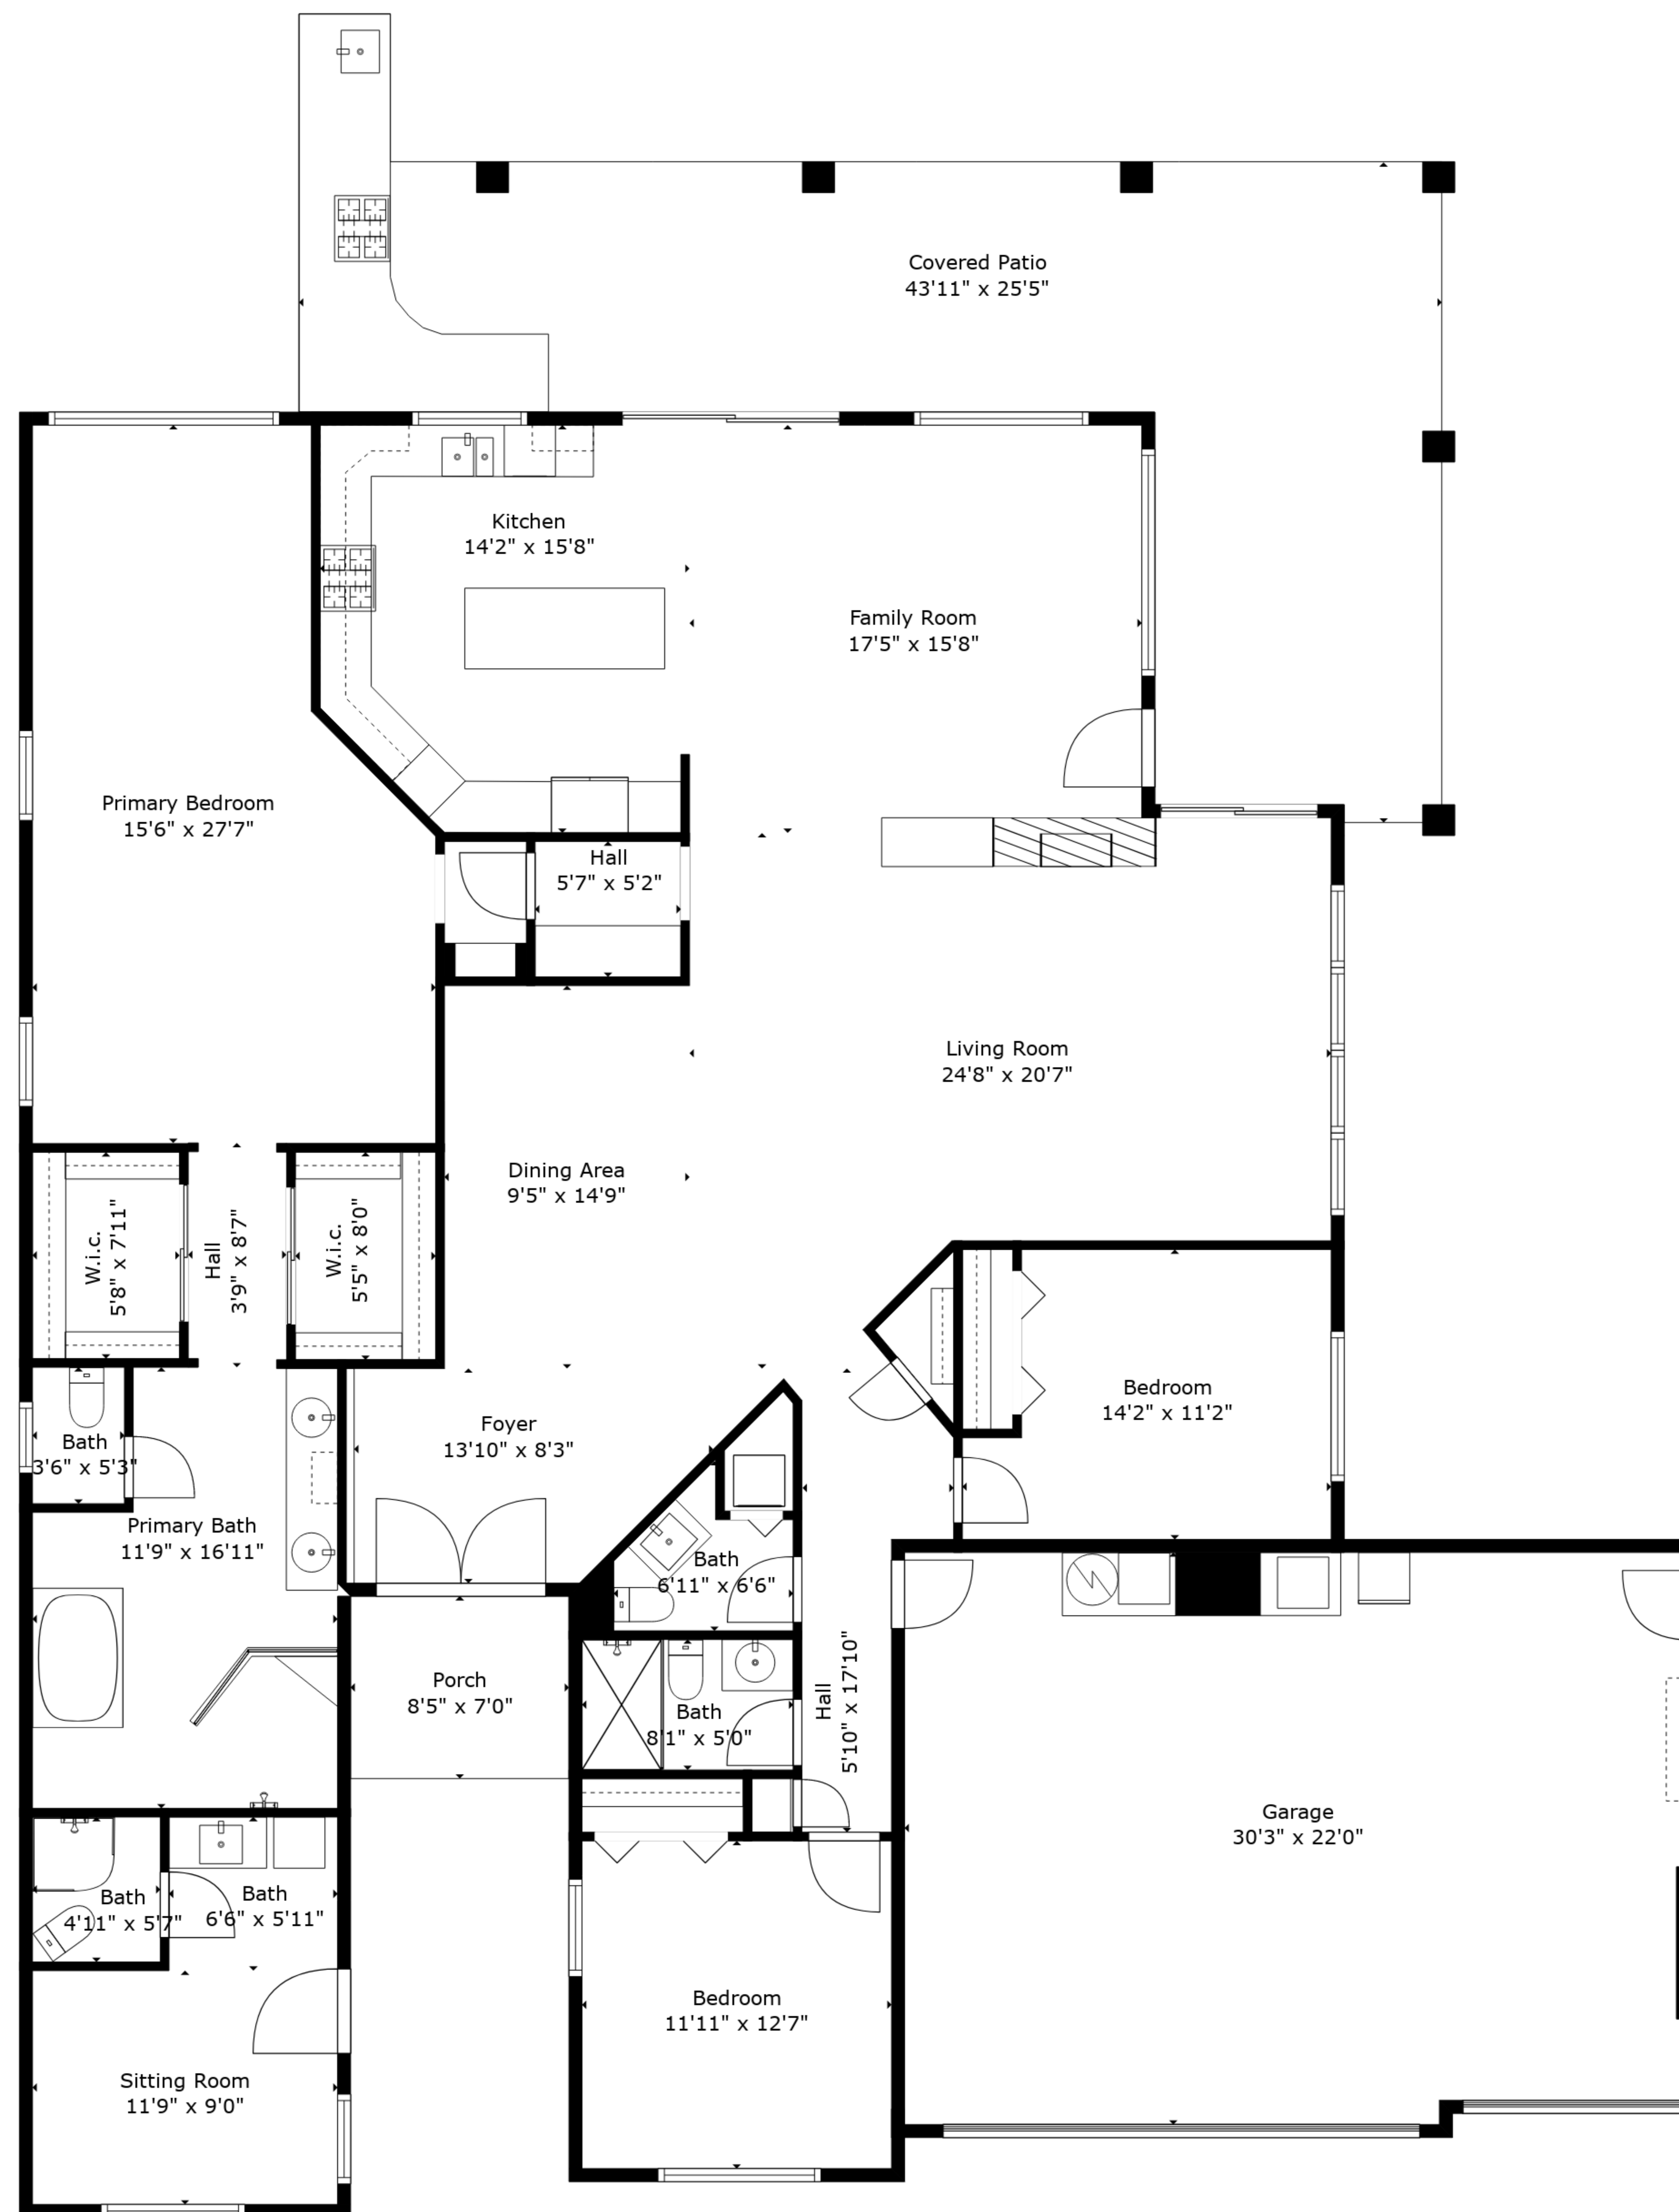 Covered Patio
43'11" x 25'5"
Kitchen
14'2" x 15'8"
Family Room
17'5" x 15'8"
Primary Bedroom
15'6" x 27'7"
Hall
5'7" x 5'2"
Living Room
24'8" x 20'7"
Dining Area
9'5" x 14'9"
W.i.c.
5'8" x 7'11"
Hall
3'9" x 8'7"
W.i.c.
5'5" x 8'0"
Bedroom
14'2" x 11'2"
Foyer
13'10" x 8'3"
Bath
3'6" x 5'3"
Primary Bath
11'9" x 16'11"
Bath
6'11" x 6'6"
Porch
8'5" x 7'0"
Bath
8'1" x 5'0"
Hall
5'10" x 17'10"
Garage
30'3" x 22'0"
Bath
4'11" x 5'7"
Bath
6'6" x 5'11"
Bedroom
11'11" x 12'7"
Sitting Room
11'9" x 9'0"